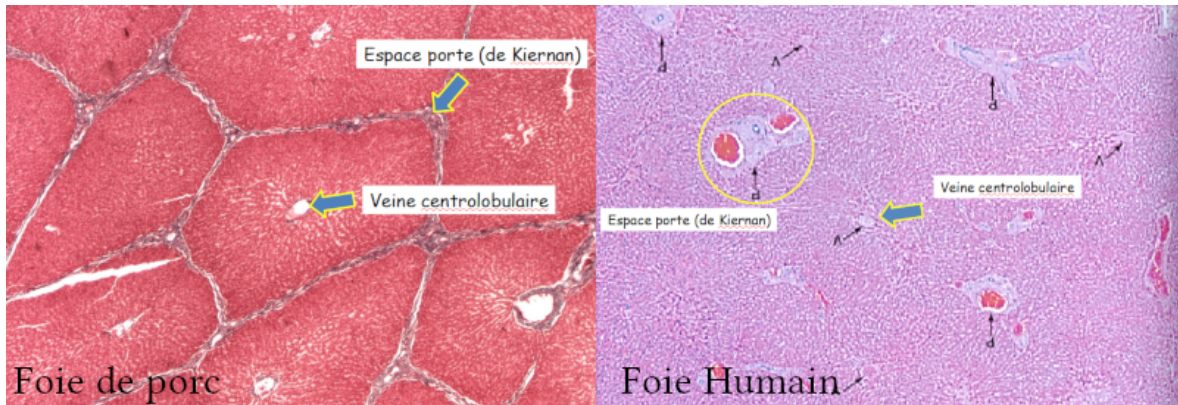 Espace porte (de Kiernan)
Veine centrolobulaire
Foie de porc
P
V
P
V
P
Veine centrolobulaire
Espace porte (de Kiernan)
V
P
V
Foie Humain